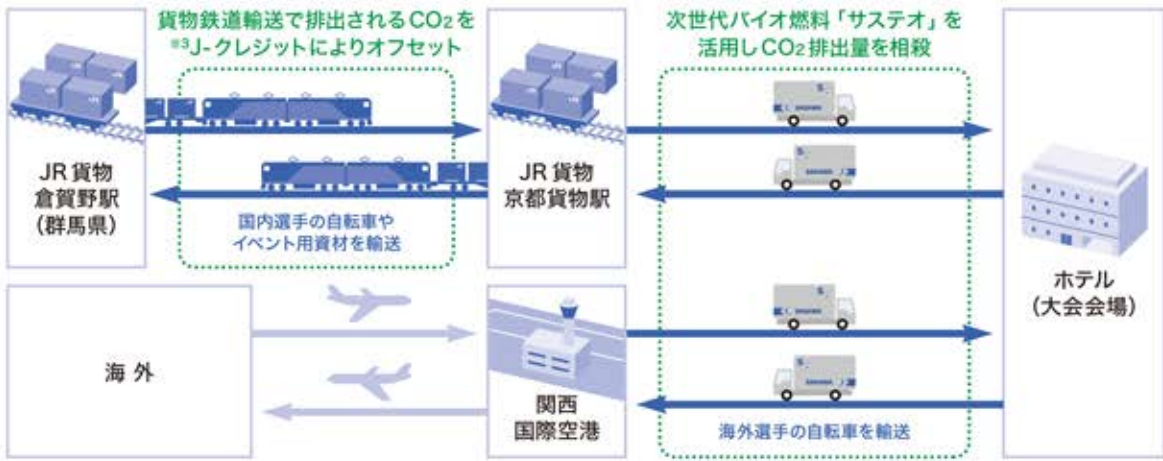 貨物鉄道輸送で排出されるCO₂を
※3J-クレジットによりオフセット
次世代バイオ燃料「サステオ」を
活用しCO₂排出量を相殺
JR貨物
倉賀野駅
（群馬県）
国内選手の自転車や
イベント用資材を輸送
JR貨物
京都貨物駅
ホテル
（大会会場）
海外
関西
国際空港
海外選手の自転車を輸送